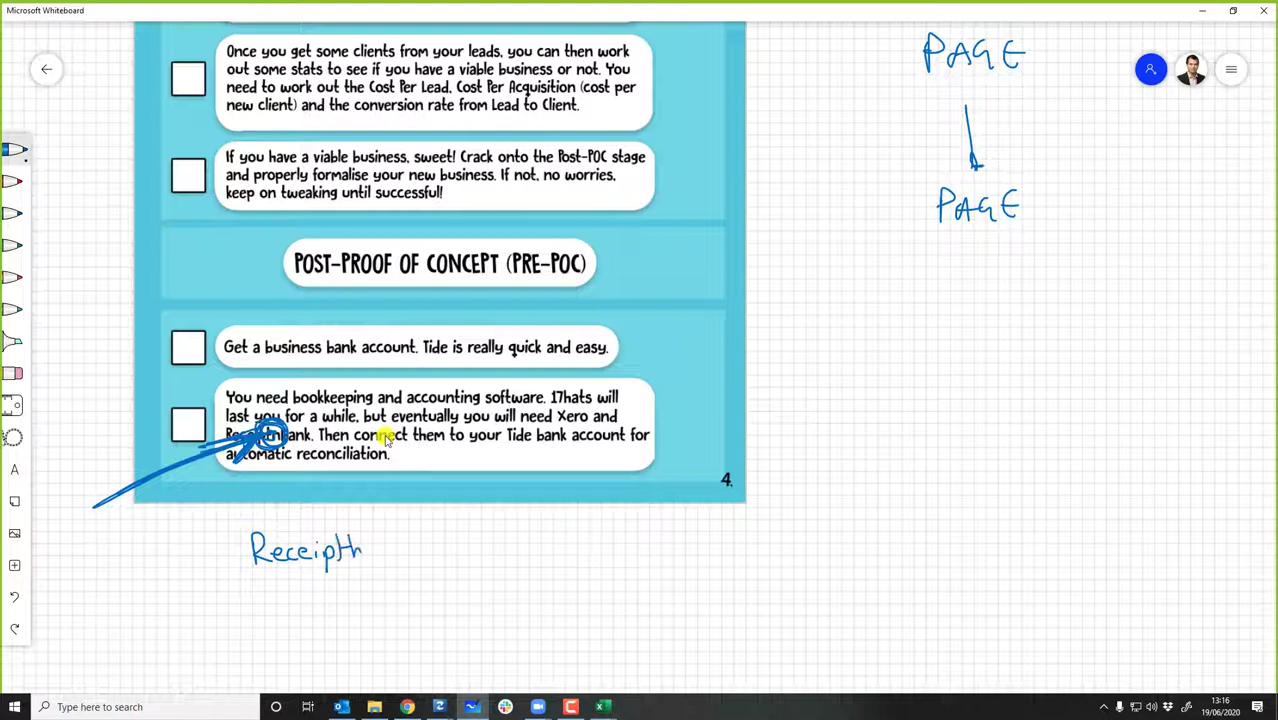 Microsoft Whiteboard
Once you get some clients from your leads, you can then work
out some stats to see if you have a viable business or not. You
need to work out the Cost Per Lead, Cost Per Acquisition (cost per
new client) and the conversion rate from Lead to Client.
If you have a viable business, sweet! Crack onto the Post-POC stage
and properly formalise your new business. If not, no worries,
keep on tweaking until successful!
POST-PROOF OF CONCEPT (PRE-POC)
Get a business bank account. Tide is really quick and easy.
You need bookkeeping and accounting software. 17hats will
last you for a while, but eventually you will need Xero and
Then connect them to your Tide bank account for
automatic reconciliation.
4.
PAGE
PAGE
Receipth
Type here to search
13:16
19/06/2020